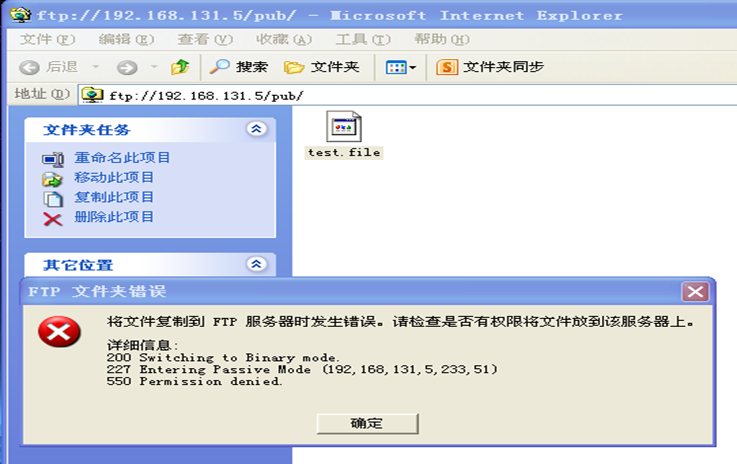 ftp://192.168.131.5/pub/ - Microsoft Internet Explorer
文件(F) 编辑(E) 查看(V) 收藏(A) 工具(T) 帮助(H)
后退 搜索 文件夹 文件夹同步
地址(D) ftp://192.168.131.5/pub/
文件夹任务
重命名此项目
移动此项目
复制此项目
删除此项目
test.file
其它位置
FTP 文件夹错误
将文件复制到 FTP 服务器时发生错误。请检查是否有权限将文件放到该服务器上。
详细信息:
200 Switching to Binary mode.
227 Entering Passive Mode (192,168,131,5,233,51)
550 Permission denied.
确定